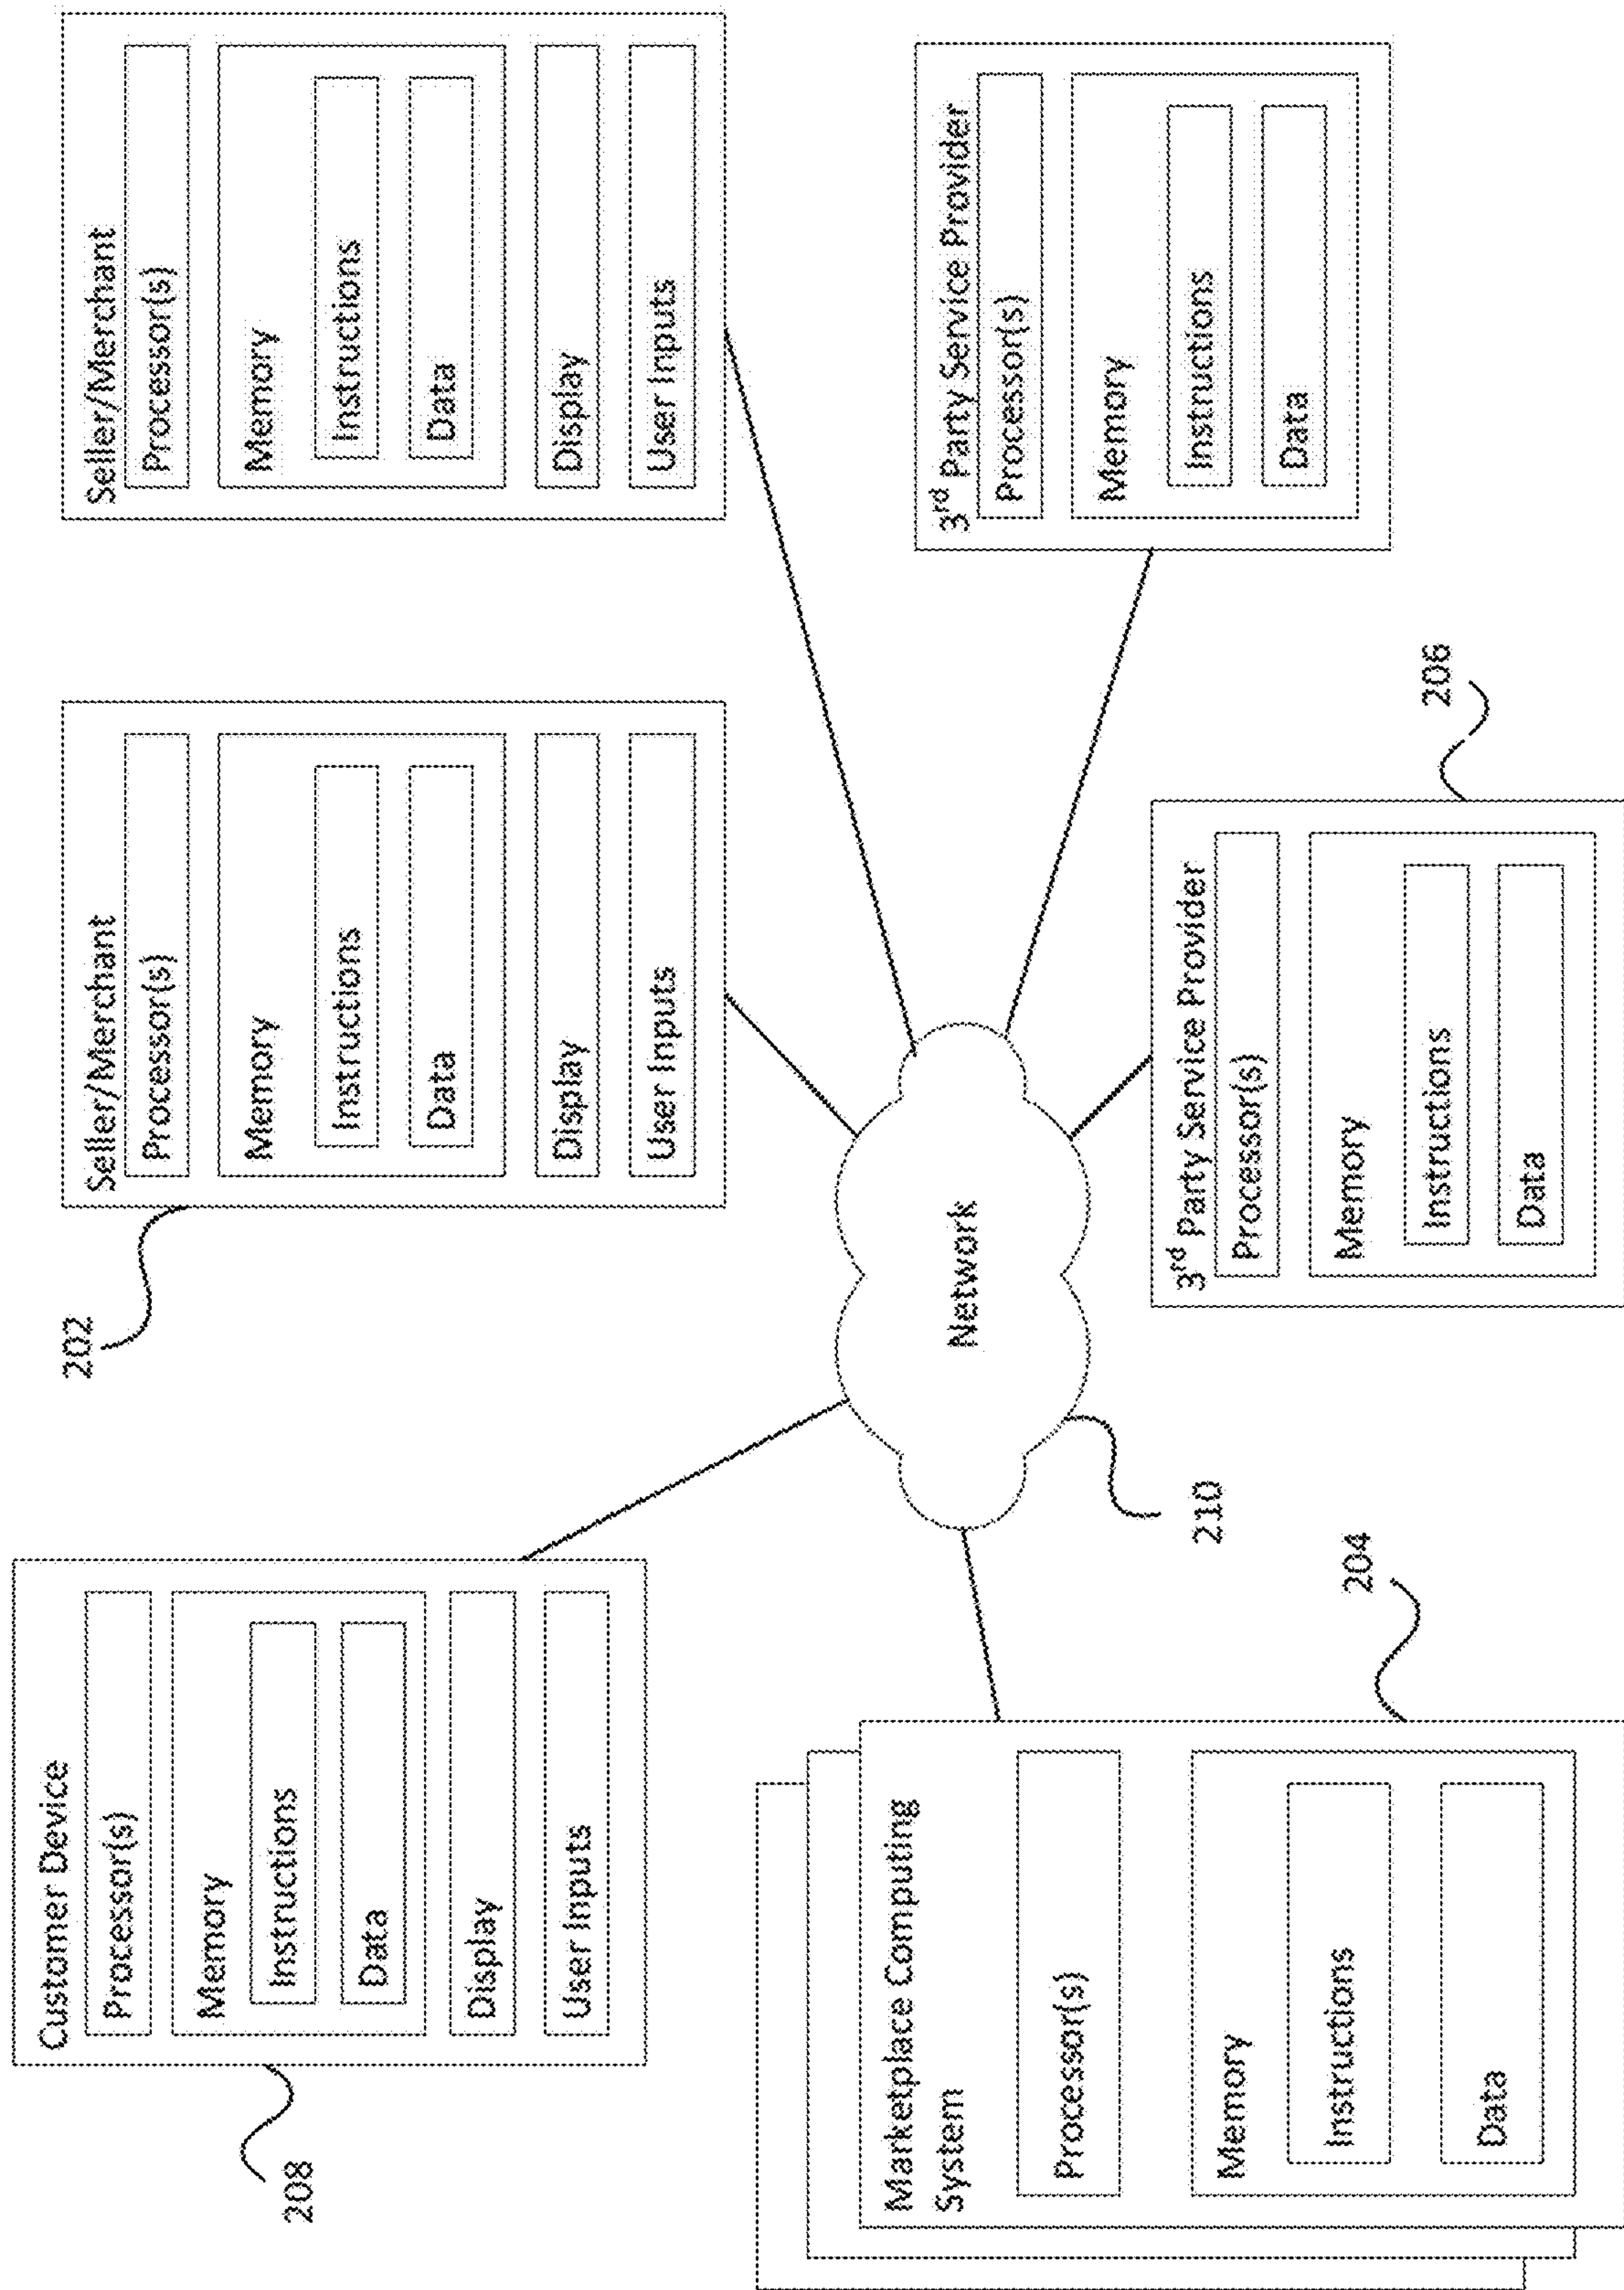 Customer Device
Processor(s)
Memory
Instructions
Data
Display
User Inputs
208
Seller/Merchant
Processor(s)
Memory
Instructions
Data
Display
User Inputs
202
Seller/Merchant
Processor(s)
Memory
Instructions
Data
Display
User Inputs
Network
210
Marketplace Computing
System
Processor(s)
Memory
Instructions
Data
204
3rd Party Service Provider
Processor(s)
Memory
Instructions
Data
206
3rd Party Service Provider
Processor(s)
Memory
Instructions
Data